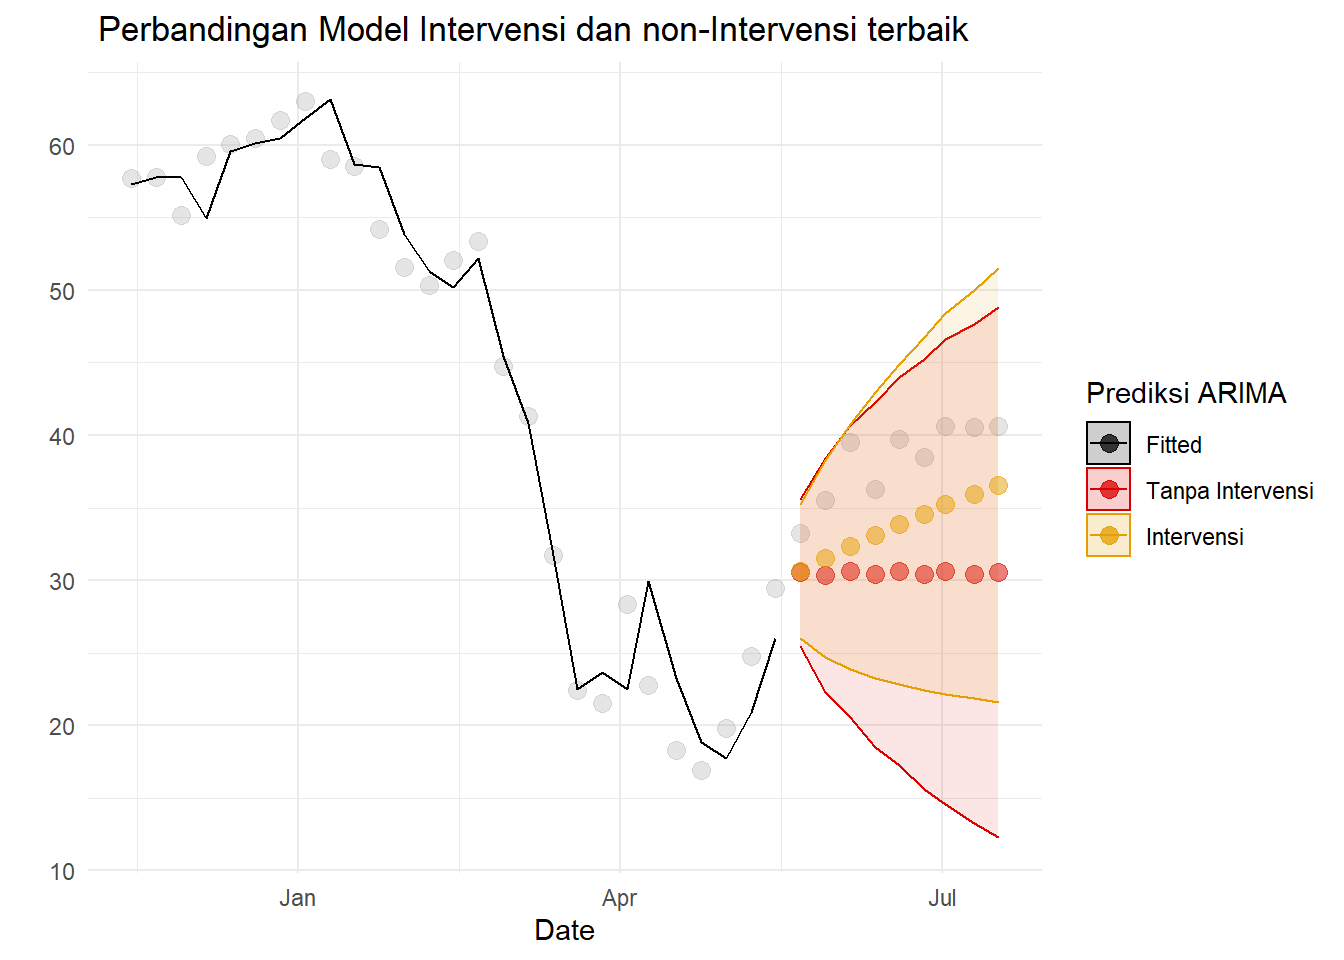 Perbandingan Model Intervensi dan non-Intervensi terbaik
60
50
40
30
20
10
Jan
Apr
Jul
Date
Prediksi ARIMA
Fitted
Tanpa Intervensi
Intervensi